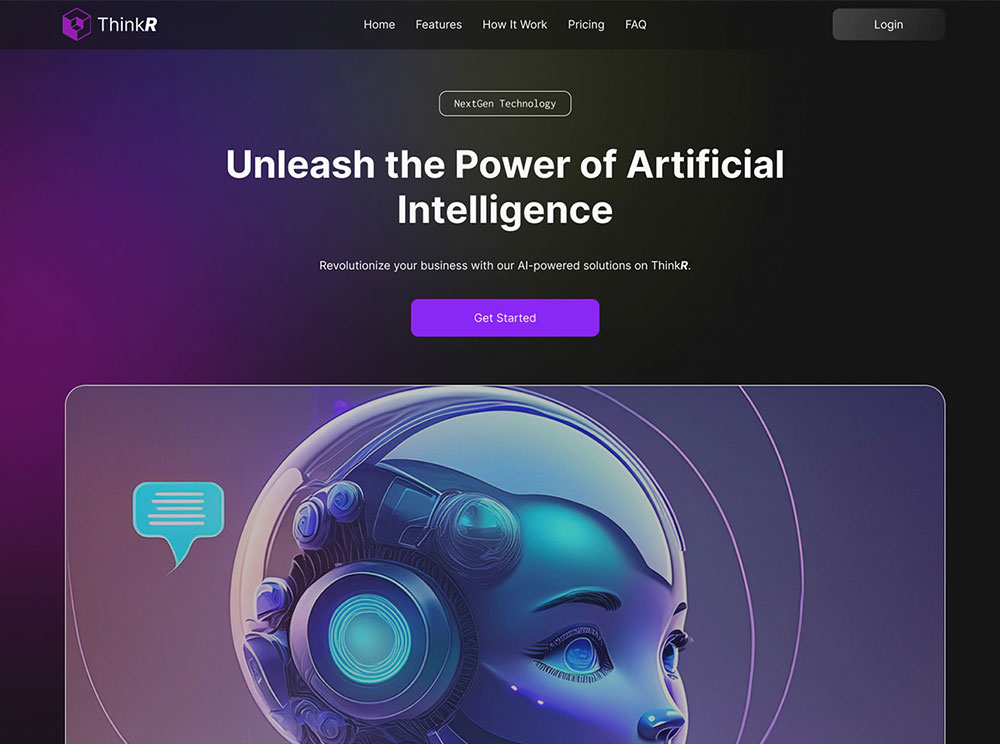 ThinkR
Home Features How It Work Pricing FAQ
Login
NextGen Technology
Unleash the Power of Artificial
Intelligence
Revolutionize your business with our AI-powered solutions on ThinkR.
Get Started